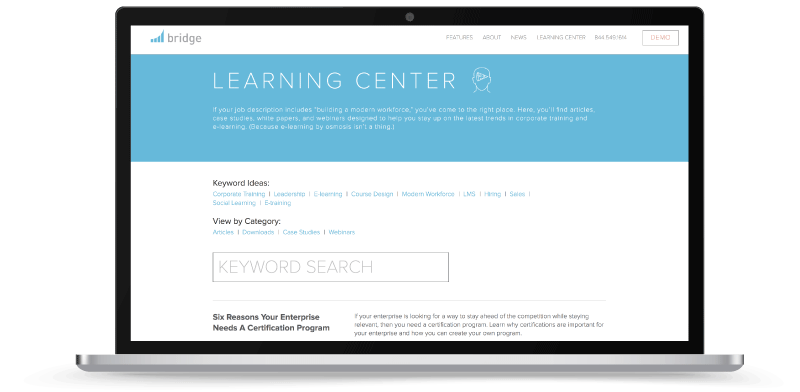 bridge
FEATURES ABOUT NEWS LEARNING CENTER 844.549.1614 DEMO
LEARNING CENTER
If your job description includes "building a modern workforce," you've come to the right place. Here, you'll find articles,
case studies, white papers, and webinars designed to help you stay up on the latest trends in corporate training and
e-learning. (Because e-learning by osmosis isn't a thing.)
Keyword Ideas:
Corporate Training | Leadership | E-learning | Course Design | Modern Workforce | LMS | Hiring | Sales |
Social Learning | E-training
View by Category:
Articles | Downloads | Case Studies | Webinars
KEYWORD SEARCH
Six Reasons Your Enterprise
Needs A Certification Program
If your enterprise is looking for a way to stay ahead of the competition while staying
relevant, then you need a certification program. Learn why certifications are important for
your enterprise and how you can create your own program.